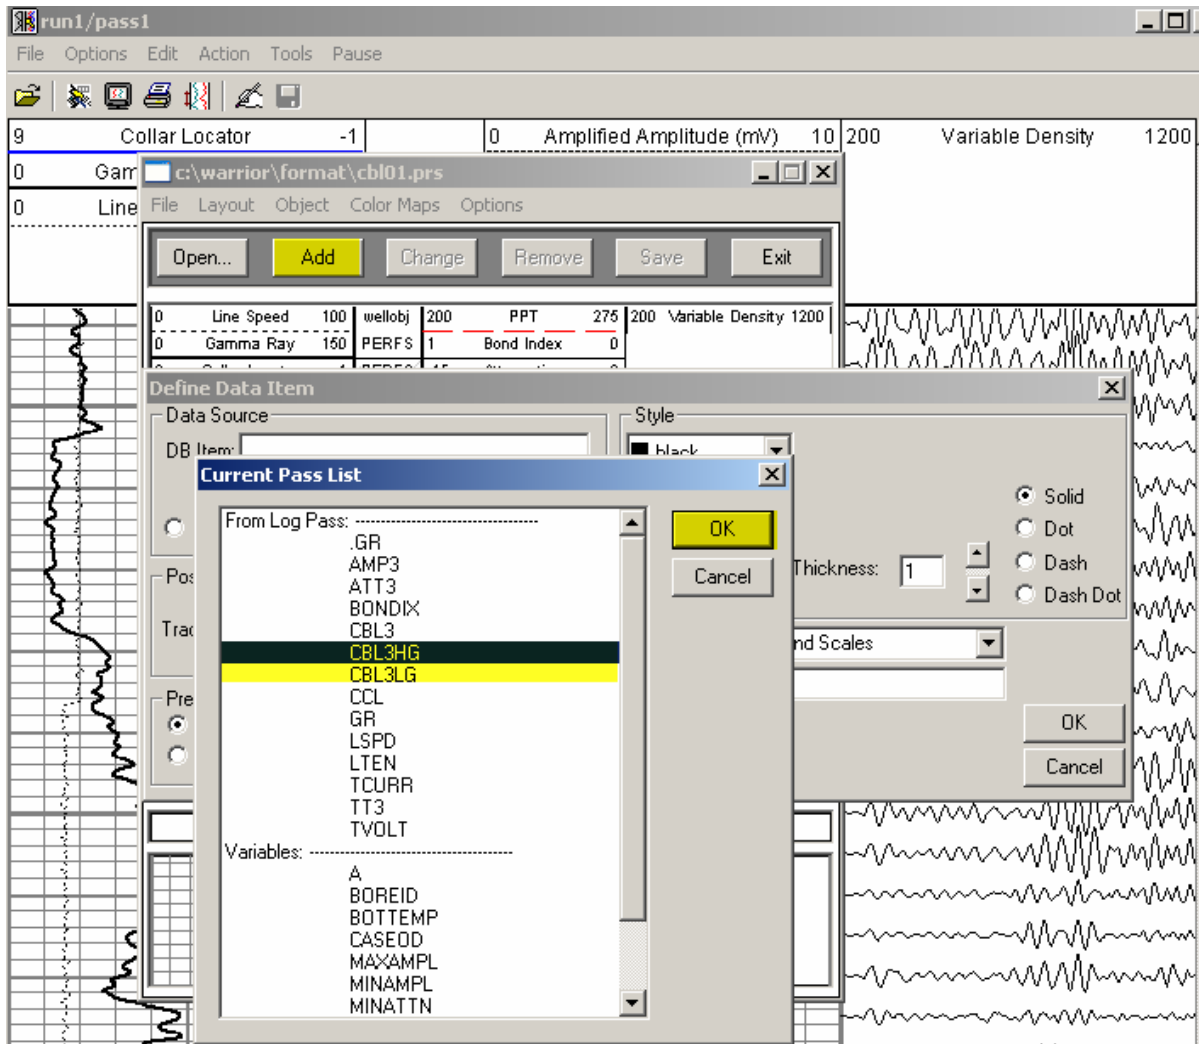 run1/pass1
File Options Edit Action Tools Pause
9 Collar Locator -1
0 Amplified Amplitude (mV) 10
200 Variable Density 1200
0 Gam
0 Line
c:\warrior\format\cbl01.prs
File Layout Object Color Maps Options
Open... Add Change Remove Save Exit
0 Line Speed 100 wellobj 200 PPT 275 200 Variable Density 1200
0 Gamma Ray 150 PERFS 1 Bond Index 0
Define Data Item
Data Source
Style
DB Item:
black
Current Pass List
From Log Pass: ------------------------------------
.GR
AMP3
ATT3
BONDIX
CBL3
CBL3HG
CBL3LG
CCL
GR
LSPD
LTEN
TCURR
TT3
TVOLT
Variables: ----------------------------------------
A
BOREID
BOTTEMP
CASEOD
MAXAMPL
MINAMPL
MINATTN
OK
Cancel
Pos
Trac
Pre
Thickness: 1
Solid
Dot
Dash
Dash Dot
nd Scales
OK
Cancel